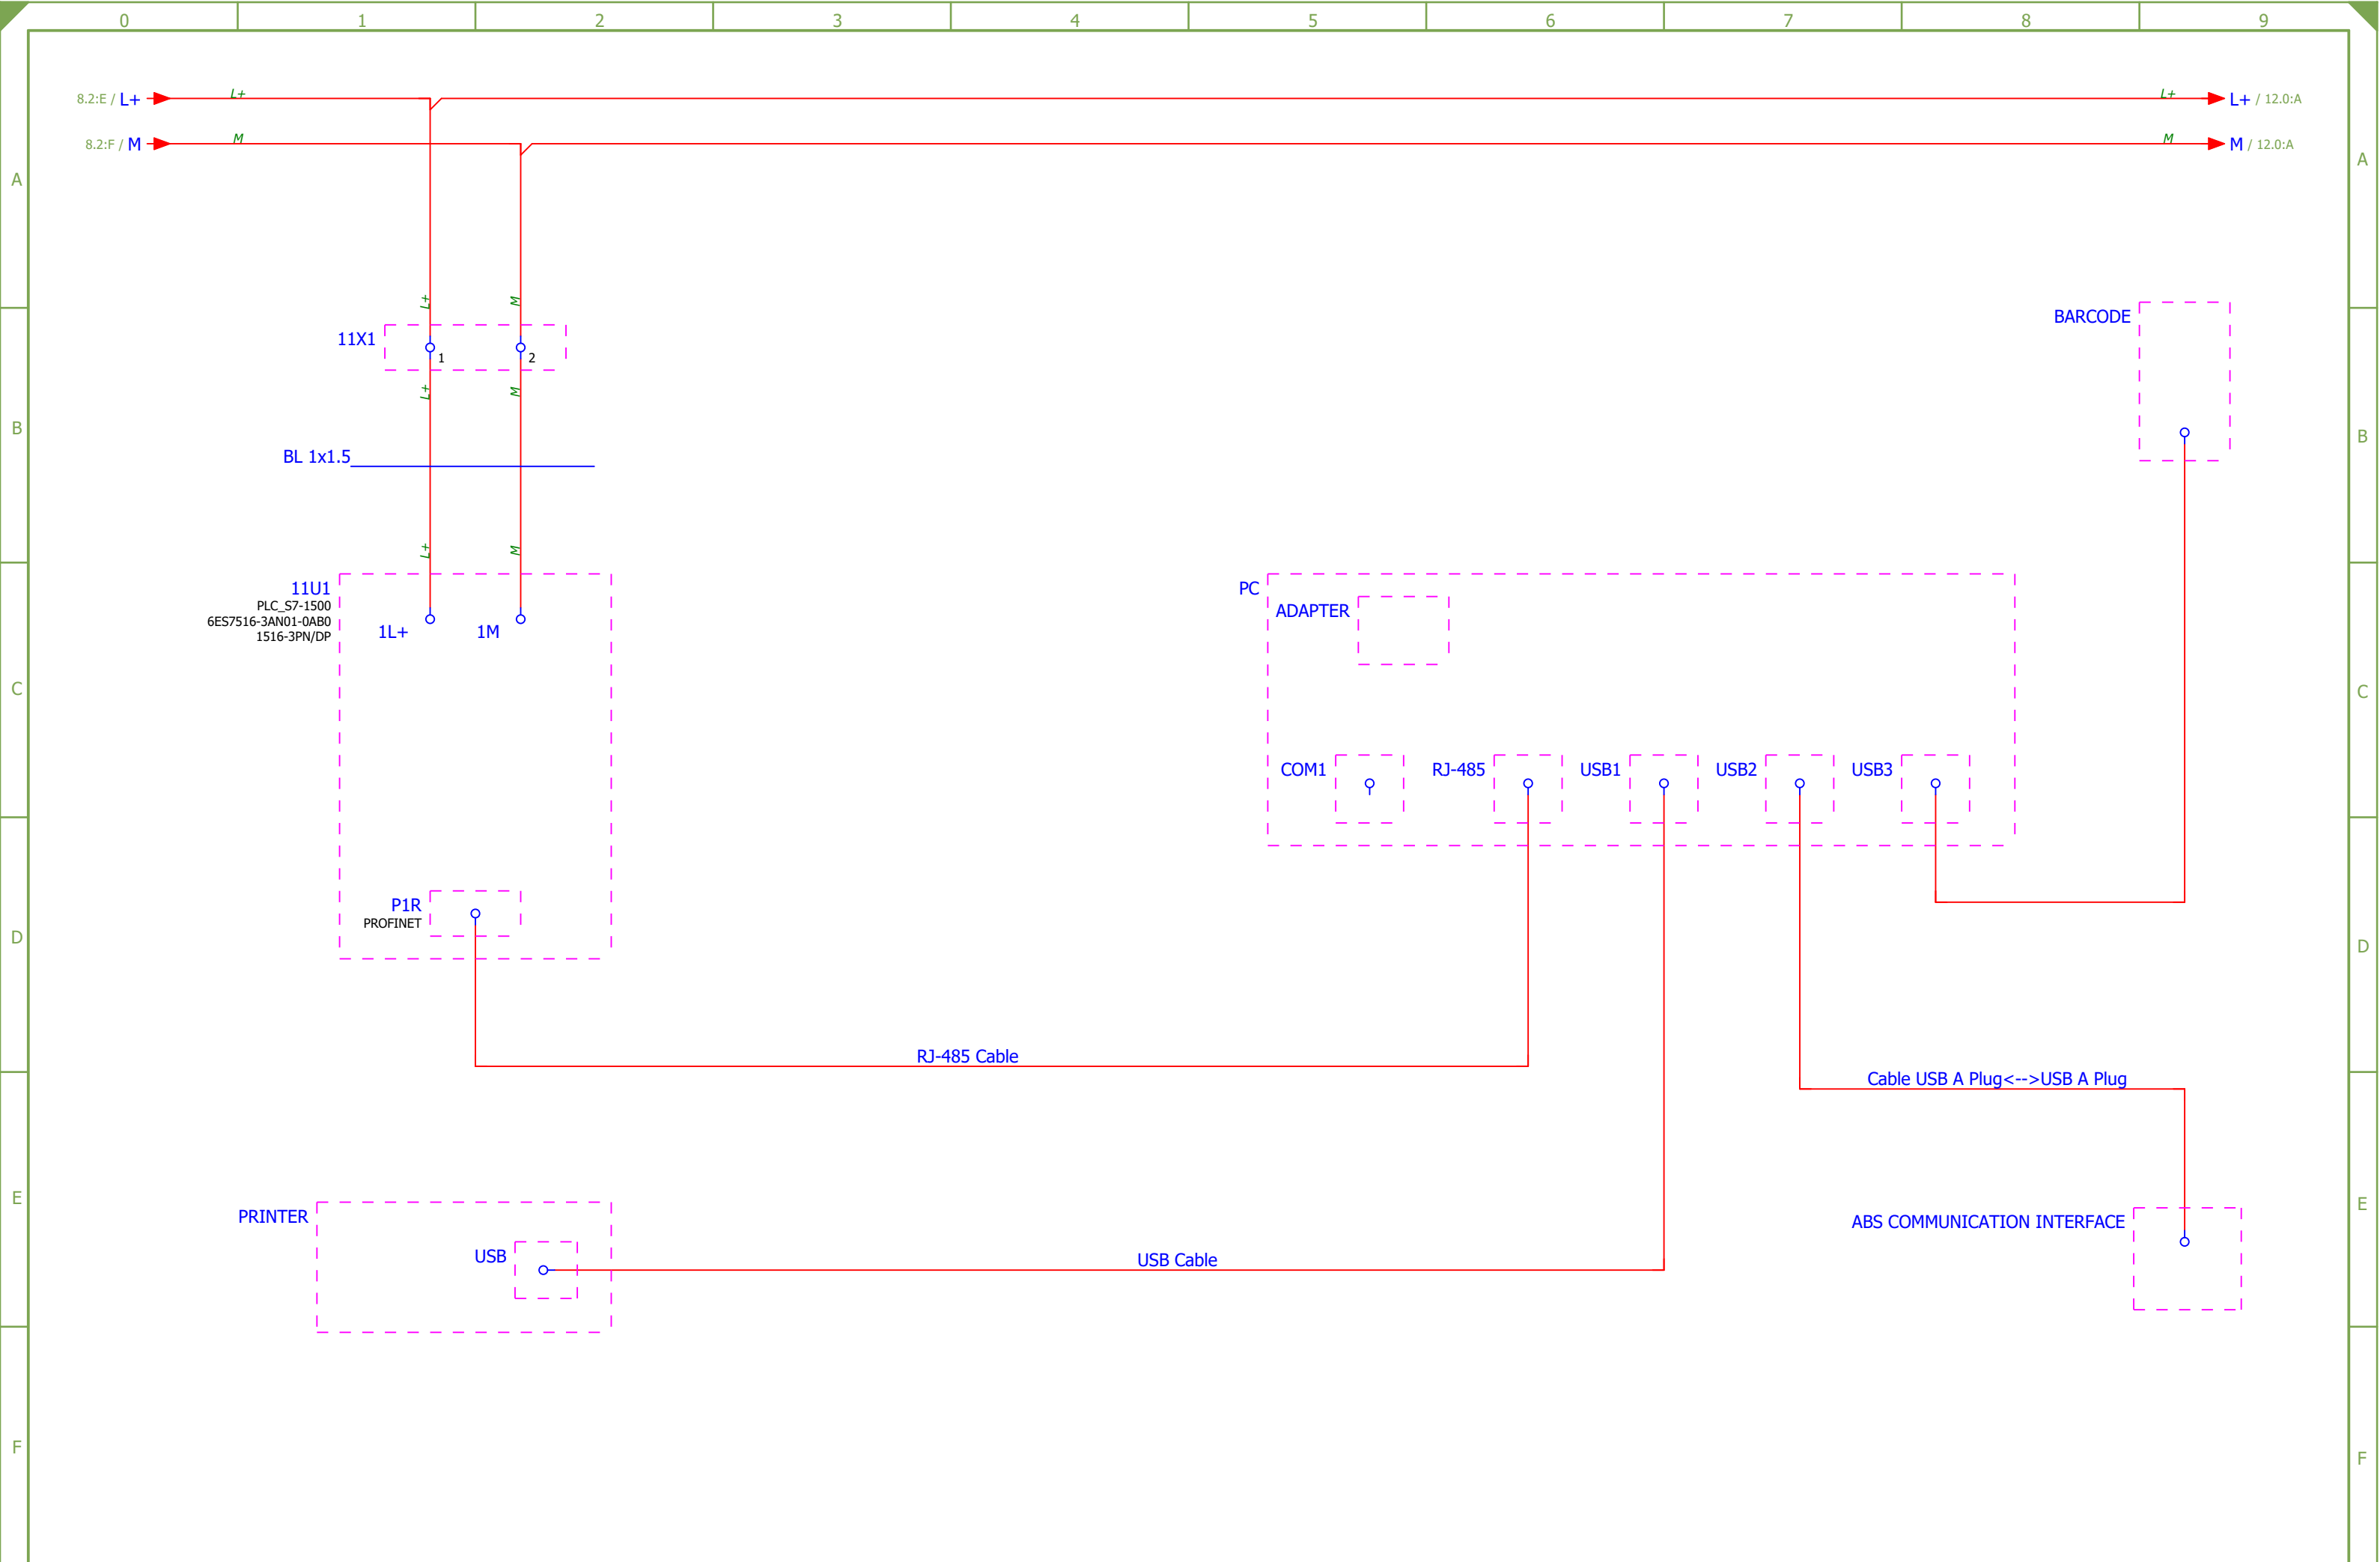 0 1 2 3 4 5 6 7 8 9
8.2:E / L+ L+ L+ L+ / 12.0:A
8.2:F / M M M M / 12.0:A
A A
L+ M
BARCODE
11X1 1 2
L+ M
B B
BL 1x1.5
L+ M
11U1
PLC_S7-1500
6ES7516-3AN01-0AB0
1516-3PN/DP
1L+ 1M
PC
ADAPTER
C C
COM1 RJ-485 USB1 USB2 USB3
P1R
PROFINET
D D
RJ-485 Cable
Cable USB A Plug<-->USB A Plug
E E
PRINTER
ABS COMMUNICATION INTERFACE
USB
USB Cable
F F